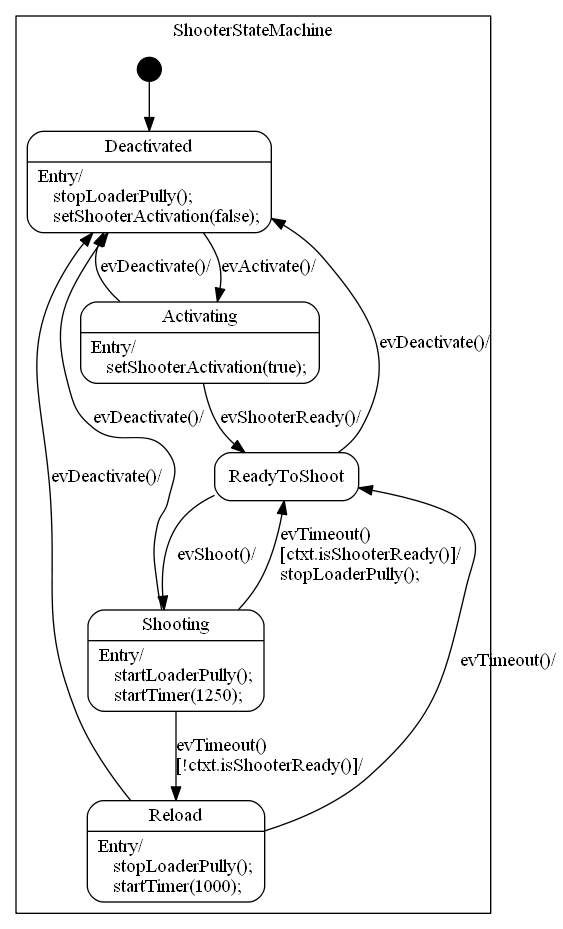 ShooterStateMachine
Deactivated
Entry/
stopLoaderPully();
setShooterActivation(false);
evDeactivate()/
evActivate()/
Activating
Entry/
setShooterActivation(true);
evDeactivate()/
evDeactivate()/
evShooterReady()/
evDeactivate()/
ReadyToShoot
evShoot()/
evTimeout()
[ctxt.isShooterReady()]/
stopLoaderPully();
Shooting
Entry/
startLoaderPully();
startTimer(1250);
evTimeout()/
evTimeout()
[!ctxt.isShooterReady()]/
Reload
Entry/
stopLoaderPully();
startTimer(1000);